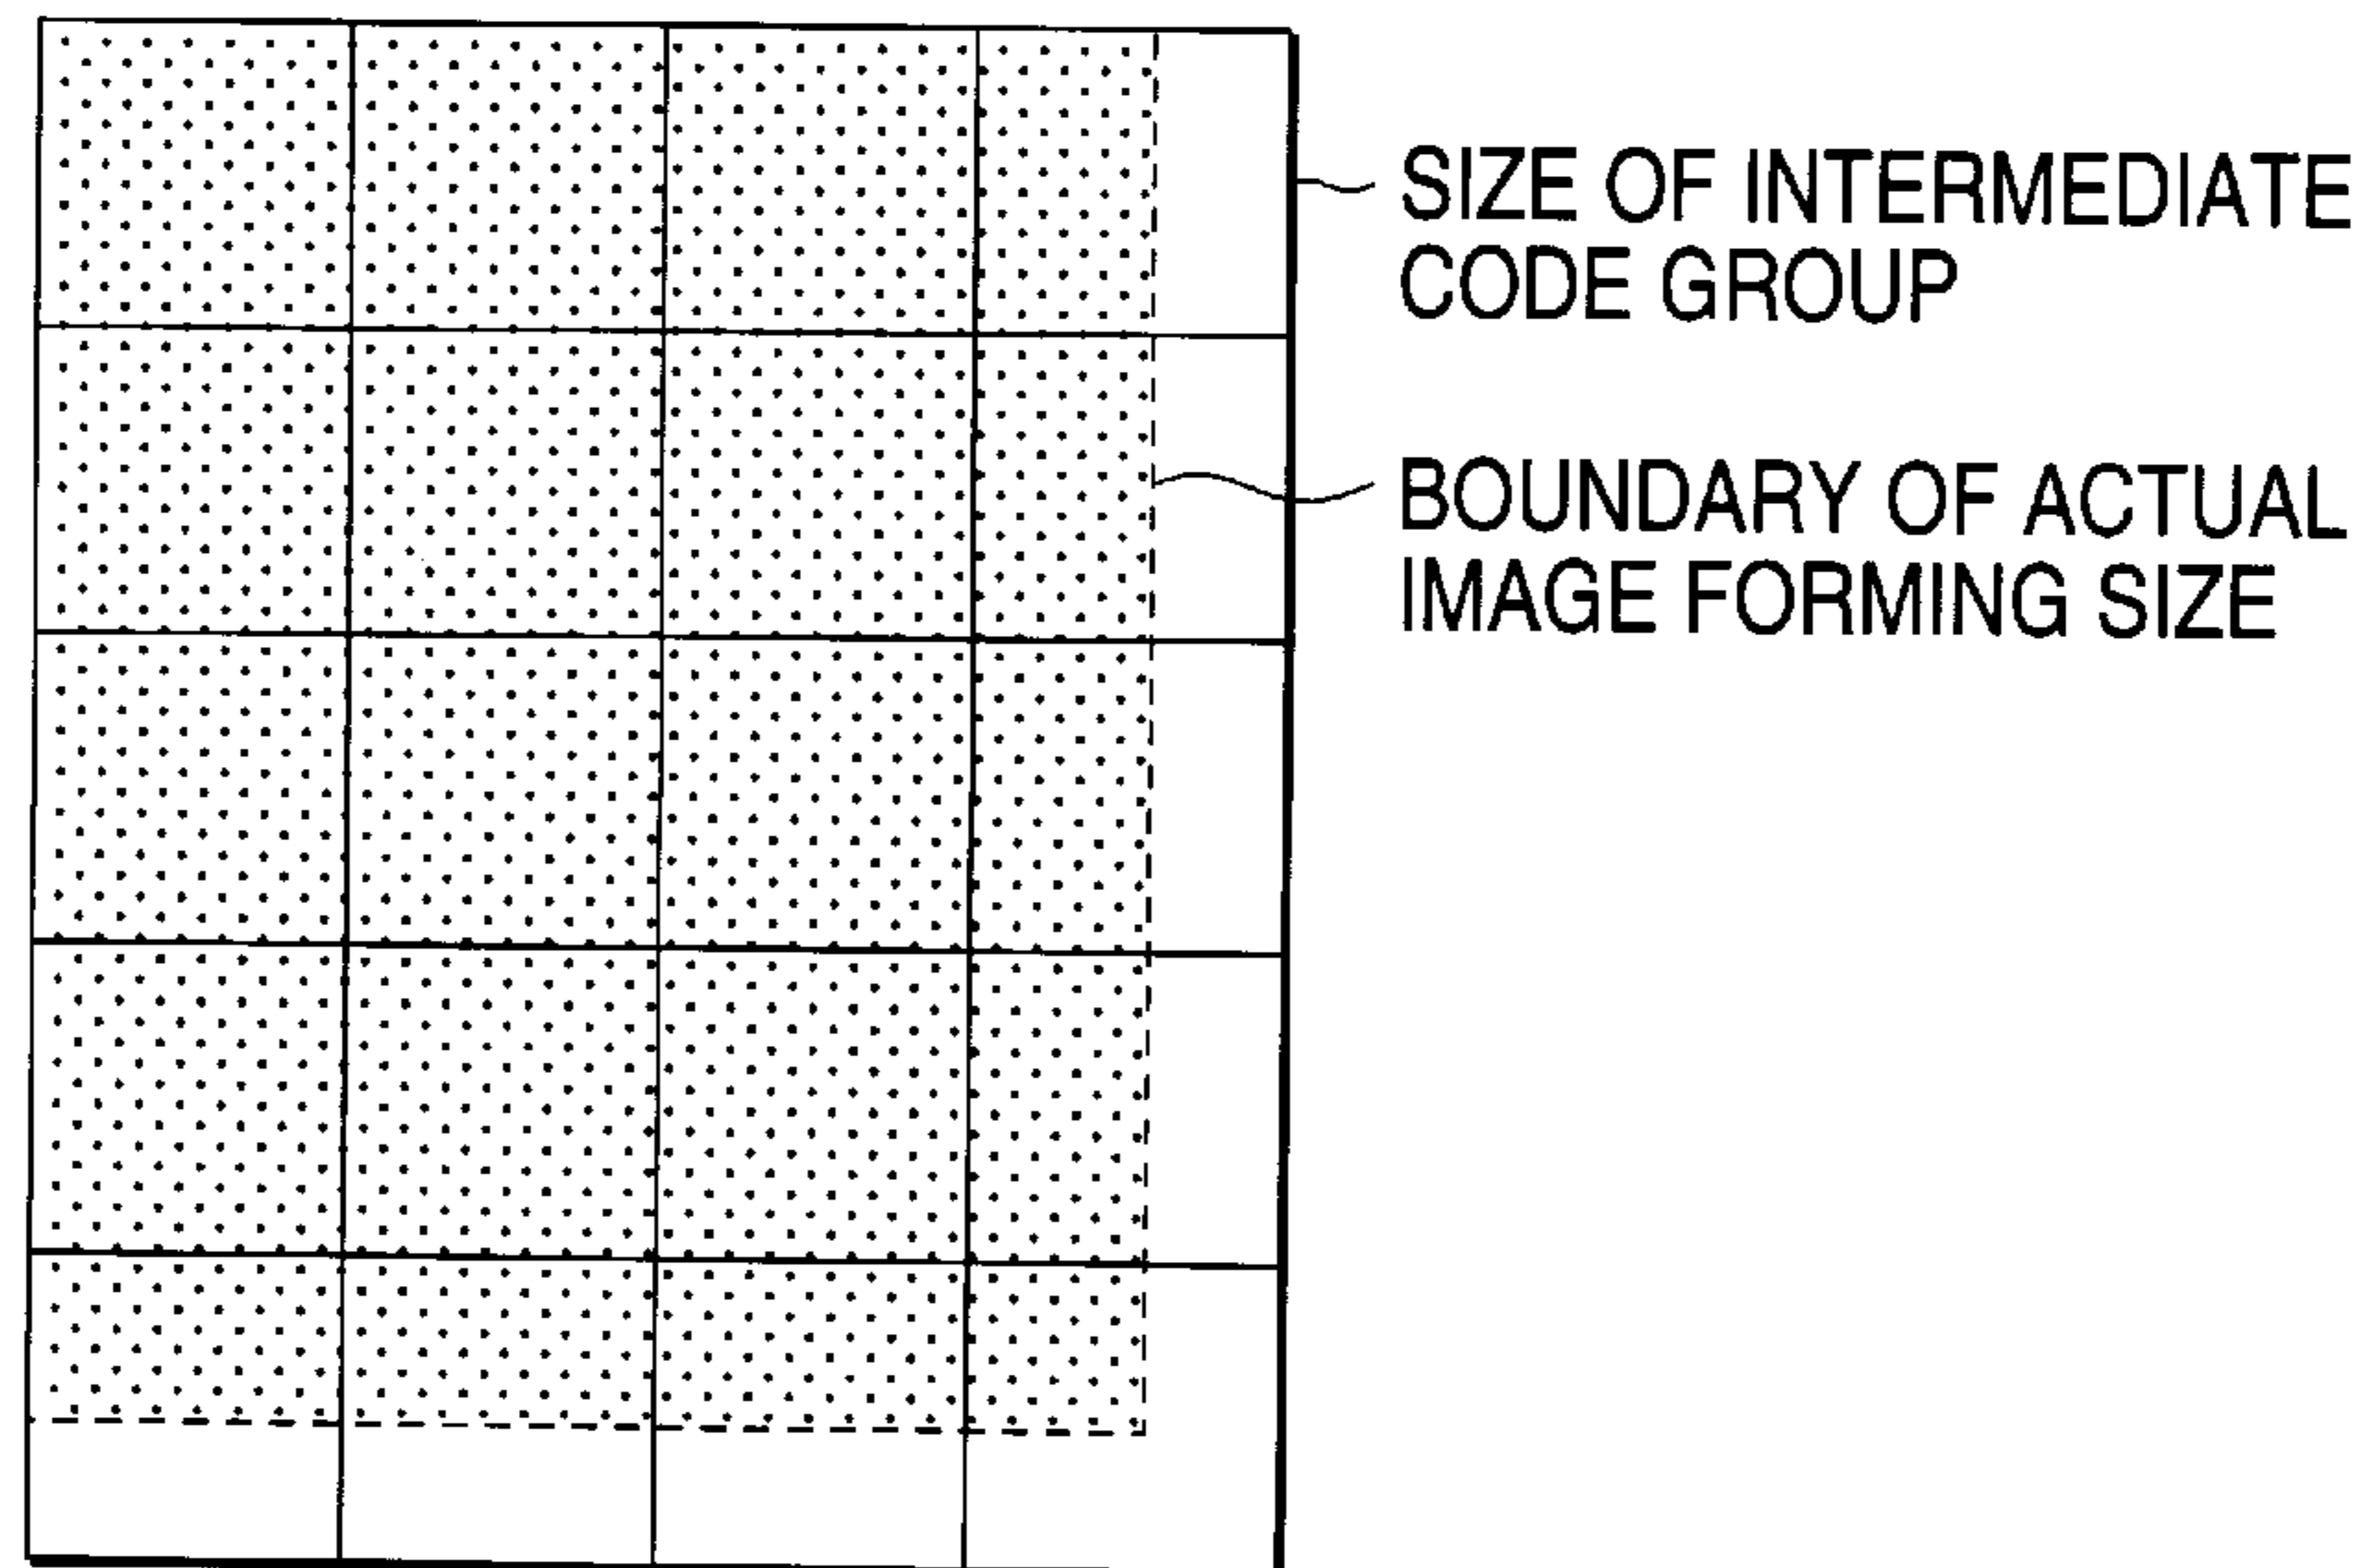 SIZE OF INTERMEDIATE
CODE GROUP
BOUNDARY OF ACTUAL
IMAGE FORMING SIZE